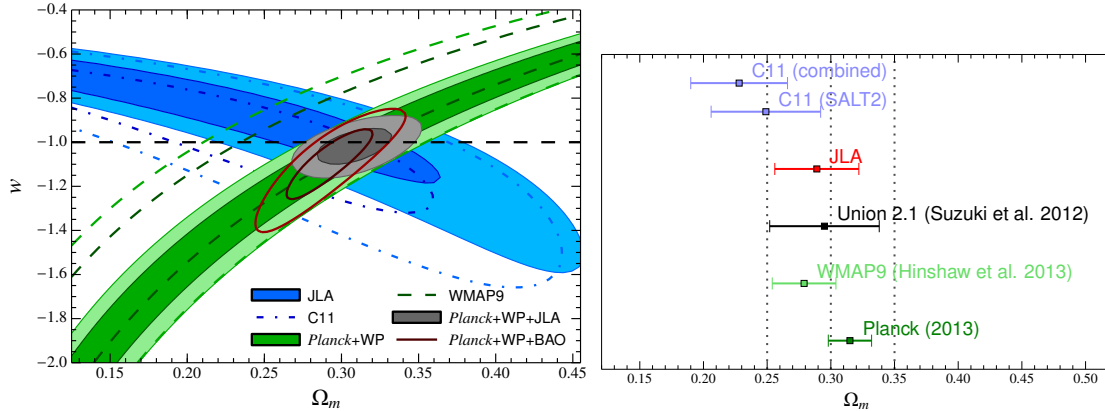 −0.4
−0.6
−0.8
−1.0
−1.2
−1.4
−1.6
−1.8
−2.0
w
0.15 0.20 0.25 0.30 0.35 0.40 0.45
Ωm
JLA
C11
Planck+WP
WMAP9
Planck+WP+JLA
Planck+WP+BAO
C11 (combined)
C11 (SALT2)
JLA
Union 2.1 (Suzuki et al. 2012)
WMAP9 (Hinshaw et al. 2013)
Planck (2013)
0.15 0.20 0.25 0.30 0.35 0.40 0.45 0.50
Ωm